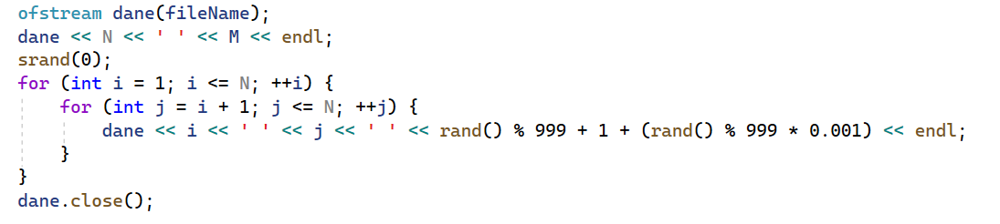 ofstream dane(fileName);
dane << N << ' ' << M << endl;
srand(0);
for (int i = 1; i <= N; ++i) {
    for (int j = i + 1; j <= N; ++j) {
        dane << i << ' ' << j << ' ' << rand() % 999 + 1 + (rand() % 999 * 0.001) << endl;
    }
}
dane.close();